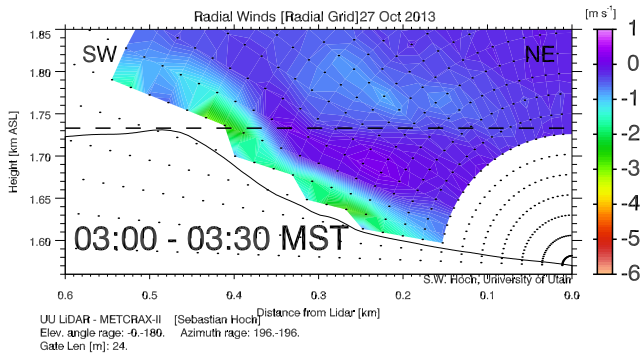 Radial Winds [Radial Grid]27 Oct 2013
[m s-1]
1.85
1.80
1.75
1.70
1.65
1.60
Height [km ASL]
SW
NE
03:00 - 03:30 MST
S.W. Hoch, University of Utah
0.6
0.5
0.4
0.3
0.2
0.1
0.0
Distance from Lidar [km]
1
0
-1
-2
-3
-4
-5
-6
UU LiDAR - METCRAX-II [Sebastian Hoch]
Elev. angle rage: -0.-180. Azimuth rage: 196.-196.
Gate Len [m]: 24.